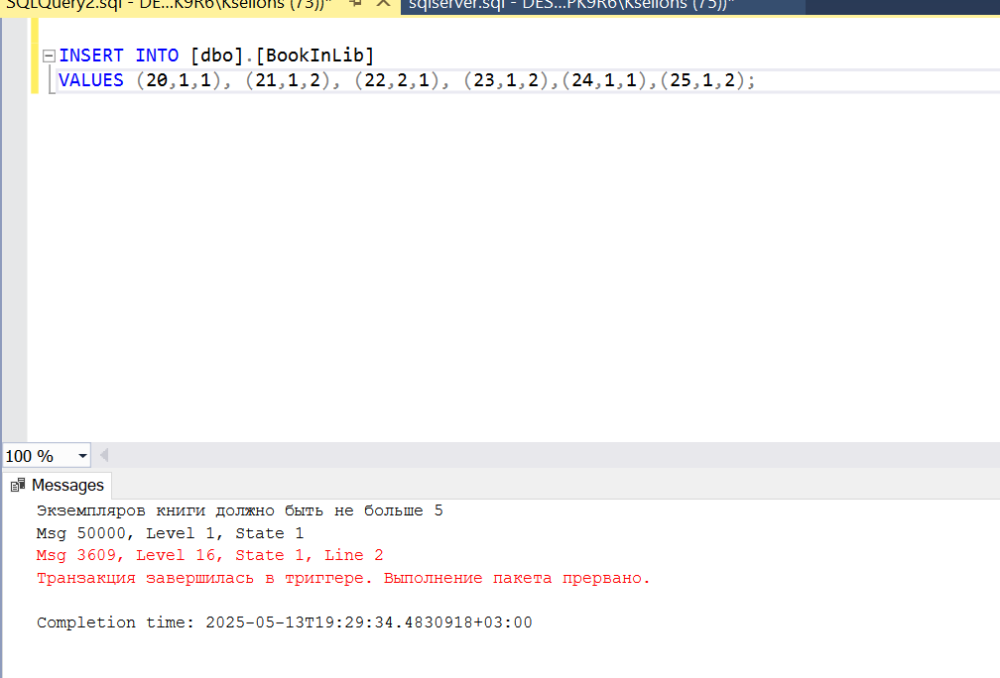 SQLQuery2.sql - DE...K9R6\Ksellons (73))* sqlserver.sql - DES...PK9R6\Ksellons (75))*
INSERT INTO [dbo].[BookInLib]
VALUES (20,1,1), (21,1,2), (22,2,1), (23,1,2),(24,1,1),(25,1,2);
100 %
Messages
Экземпляров книги должно быть не больше 5
Msg 50000, Level 1, State 1
Msg 3609, Level 16, State 1, Line 2
Транзакция завершилась в триггере. Выполнение пакета прервано.
Completion time: 2025-05-13T19:29:34.4830918+03:00